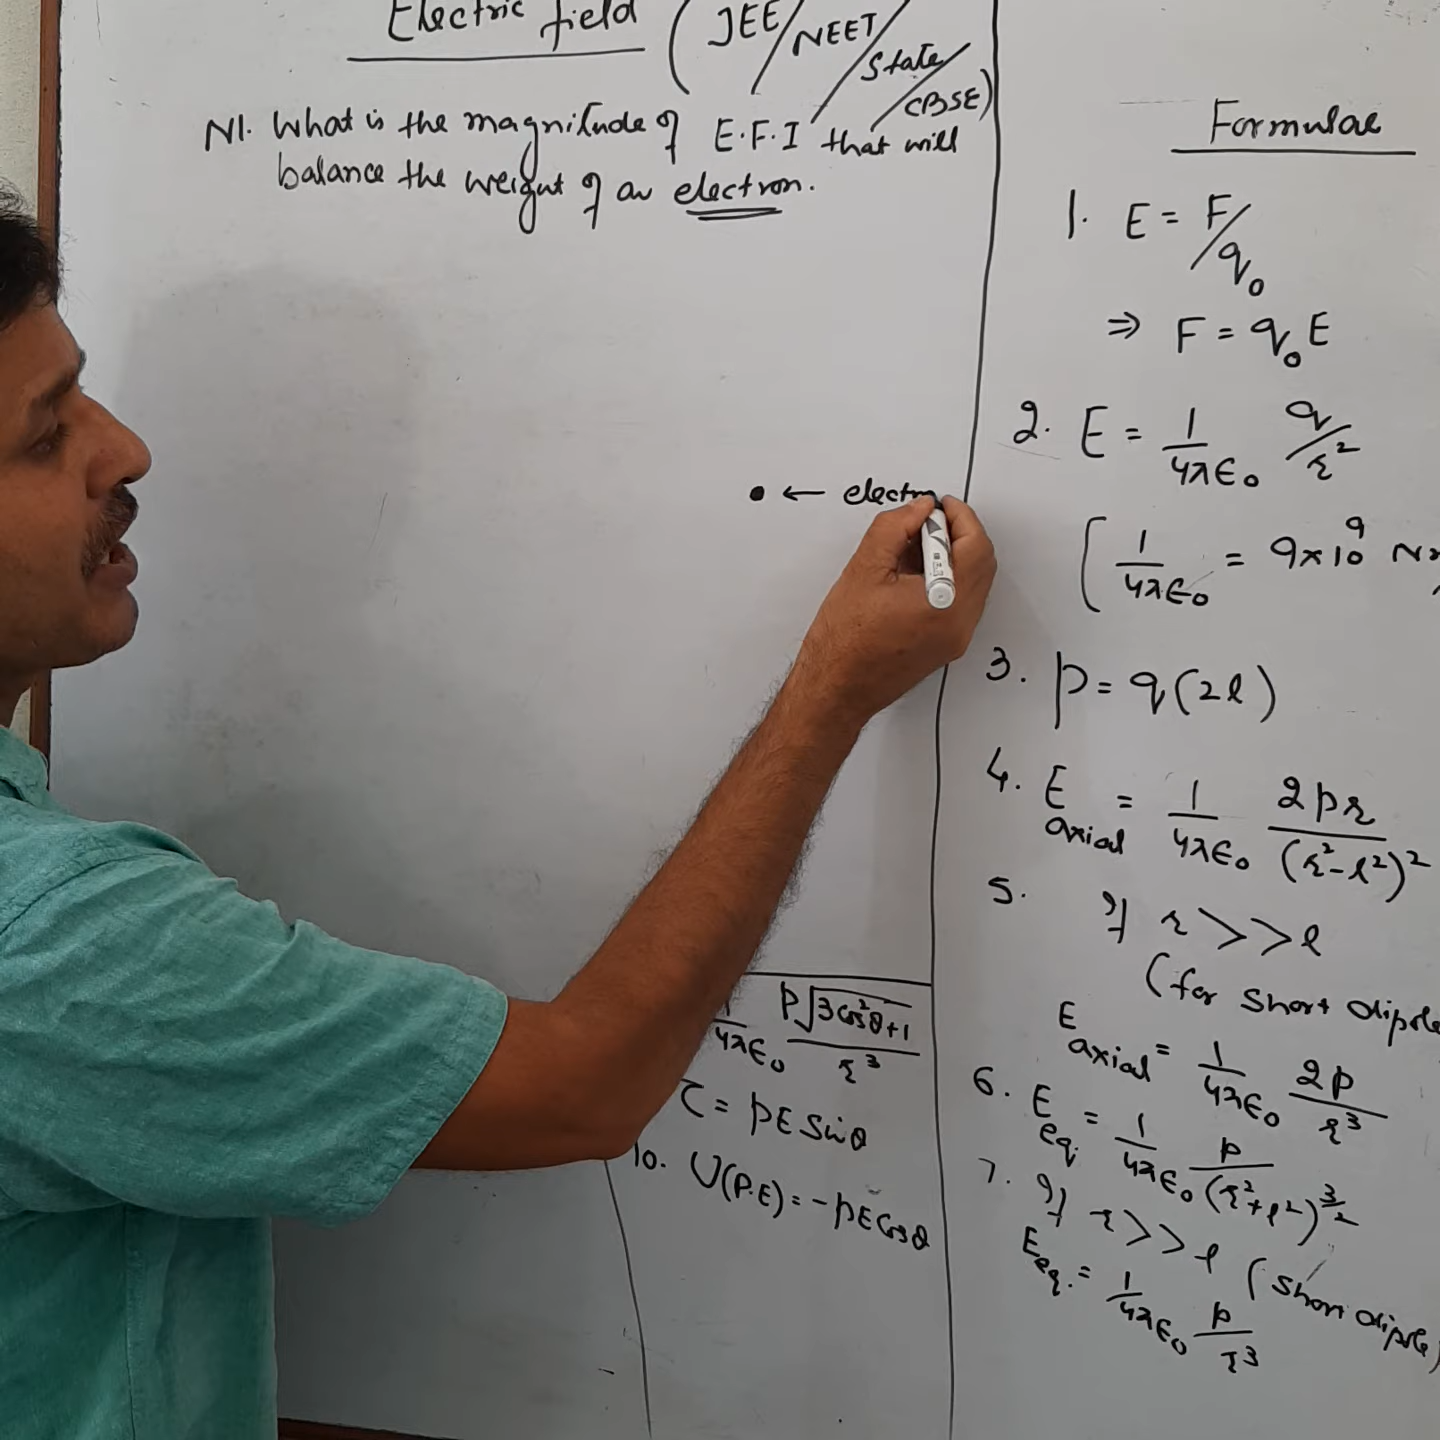 Electric field (JEE/NEET/State/CBSE)
N1. What is the magnitude of E.F.I that will
balance the weight of an electron.
• ← electro
Formulae
1. E = F/q₀
⇒ F = q₀E
2. E = 1/4πε₀ q/r²
[1/4πε₀ = 9×10⁹
3. p = q(2l)
4. E axial = 1/4πε₀ 2pr/(r²-l²)²
5. If r >> l
(for short dipole
E axial = 1/4πε₀ 2p/r³
6. E eq. = 1/4πε₀ p/(r²+l²)^3/2
7. If r >> l (short dipole)
E eq. = 1/4πε₀ p/r³
1/4πε₀ p√3cos²θ+1/r³
τ = pE Sinθ
10. U(P.E) = -pE Cosθ